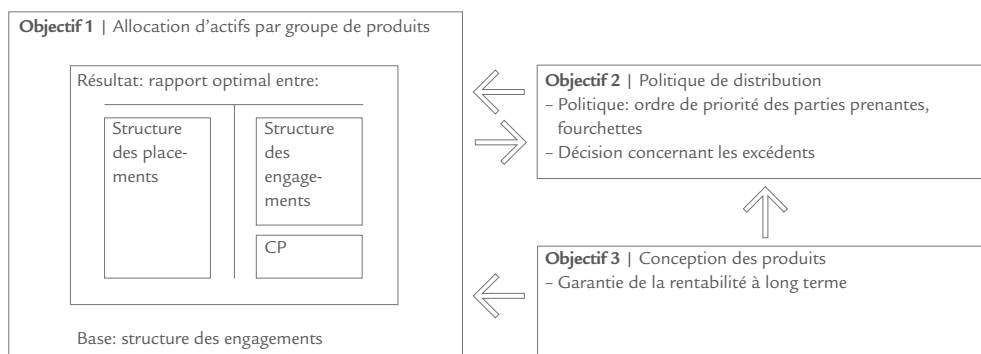 Objectif 1 | Allocation d'actifs par groupe de produits
Résultat: rapport optimal entre:
Structure
des place-
ments
Structure
des
engage-
ments
CP
Base: structure des engagements
Objectif 2 | Politique de distribution
– Politique: ordre de priorité des parties prenantes,
fourchettes
– Décision concernant les excédents
Objectif 3 | Conception des produits
– Garantie de la rentabilité à long terme